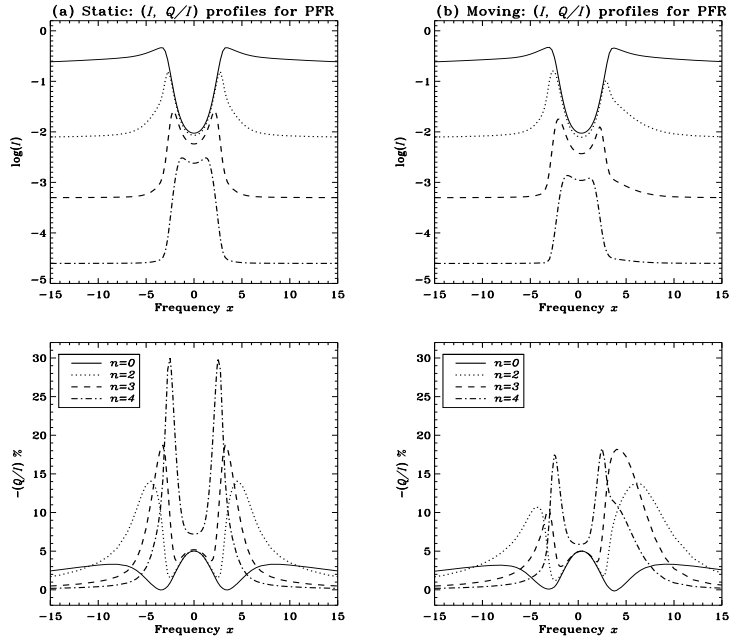 (a) Static: (I, Q/I) profiles for PFR
0
−1
−2
−3
−4
−5
log(I)
−15 −10 −5 0 5 10 15
Frequency x
(b) Moving: (I, Q/I) profiles for PFR
0
−1
−2
−3
−4
−5
log(I)
−15 −10 −5 0 5 10 15
Frequency x
30
25
20
15
10
5
0
−(Q/I) %
n=0
n=2
n=3
n=4
−15 −10 −5 0 5 10 15
Frequency x
30
25
20
15
10
5
0
−(Q/I) %
n=0
n=2
n=3
n=4
−15 −10 −5 0 5 10 15
Frequency x